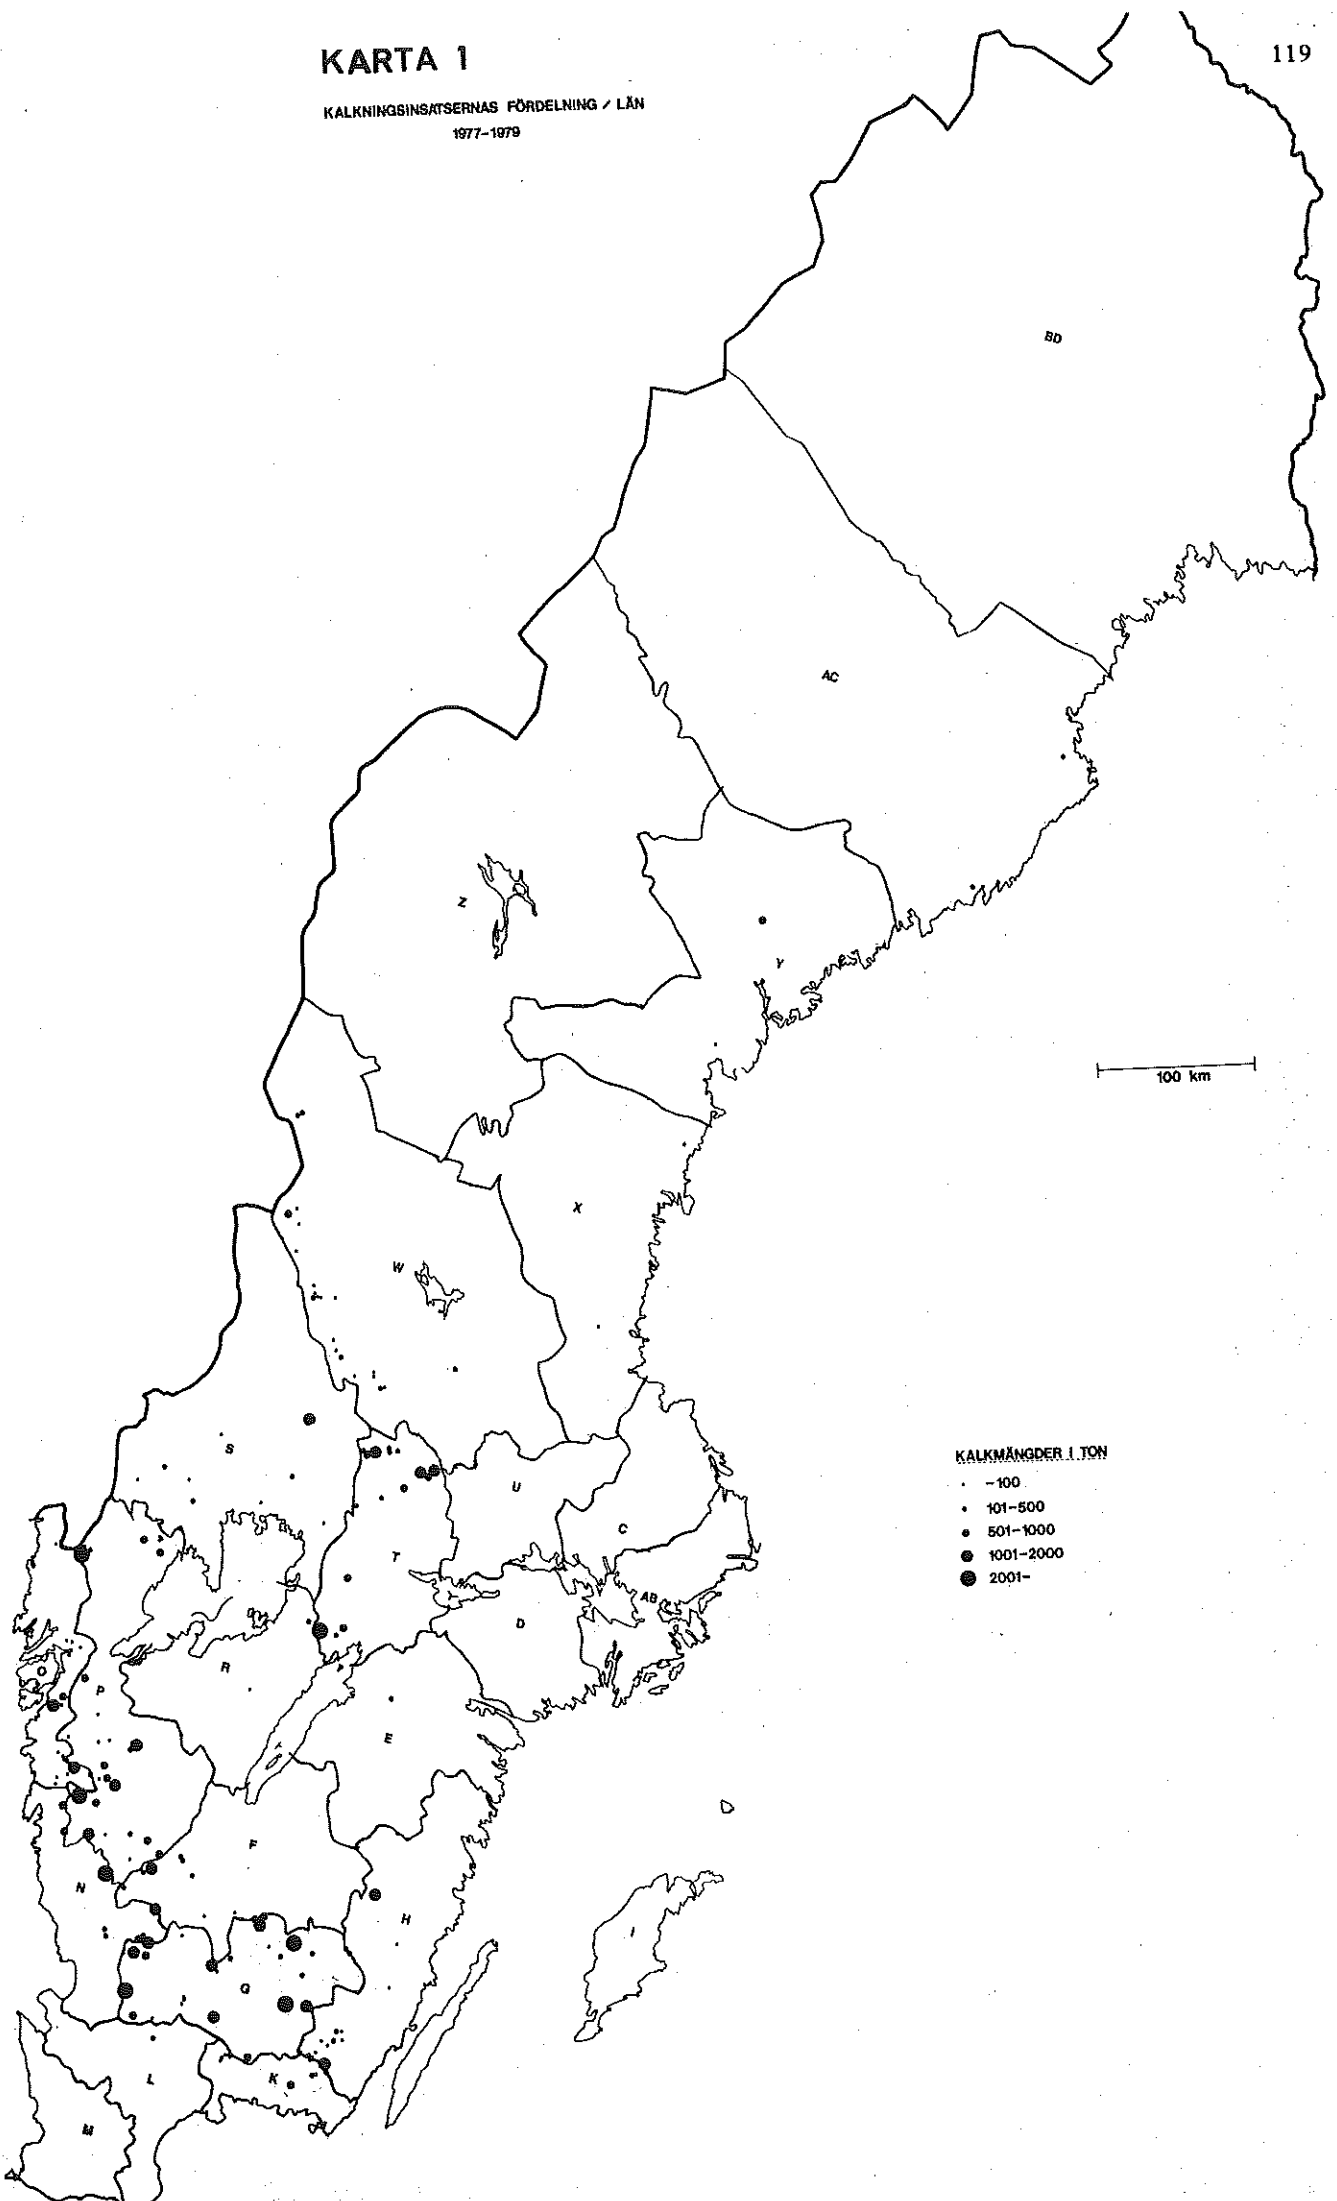 119
KARTA 1
KALKNINGSINSATSERNAS FÖRDELNING / LÄN
1977-1979
BD
AC
Z
Y
100 km
X
W
S
KALKMÄNGDER I TON
-100
101-500
501-1000
1001-2000
2001-
U
C
T
AB
D
R
O
P
E
F
N
H
I
G
L
K
M